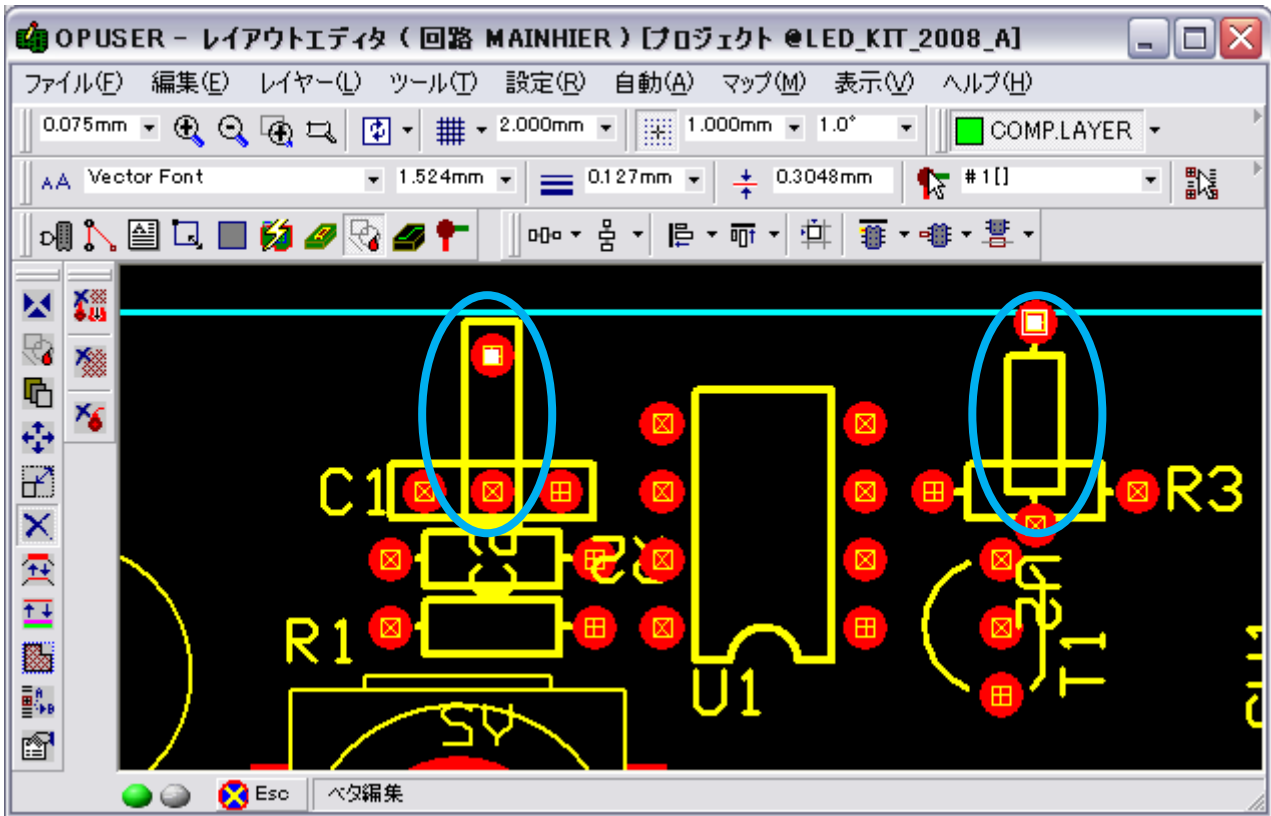 OPUSER - レイアウトエディタ ( 回路 MAINHIER ) [プロジェクト @LED_KIT_2008_A]
ファイル(F) 編集(E) レイヤー(L) ツール(T) 設定(R) 自動(A) マップ(M) 表示(V) ヘルプ(H)
0.075mm 2.000mm 1.000mm 1.0° COMP.LAYER
AA Vector Font 1.524mm 0.127mm 0.3048mm #1[]
C1 R3
R2
R1 U1 T1
Esc ベタ編集